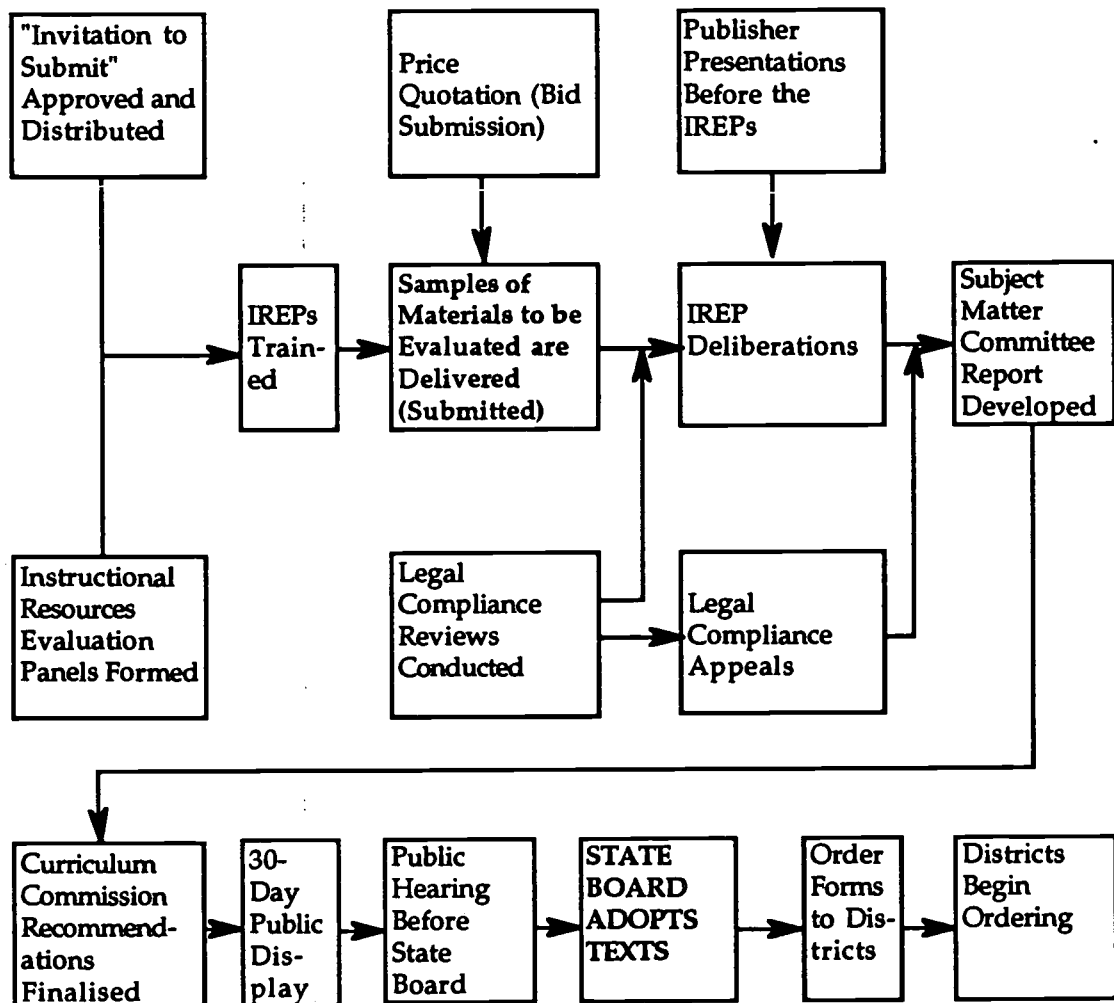 "Invitation to
Submit"
Approved and
Distributed
Price
Quotation (Bid
Submission)
Publisher
Presentations
Before the
IREPs
IREPs
Train-
ed
Samples of
Materials to be
Evaluated are
Delivered
(Submitted)
IREP
Deliberations
Subject
Matter
Committee
Report
Developed
Instructional
Resources
Evaluation
Panels Formed
Legal
Compliance
Reviews
Conducted
Legal
Compliance
Appeals
Curriculum
Commission
Recommend-
ations
Finalised
30-
Day
Public
Dis-
play
Public
Hearing
Before
State
Board
STATE
BOARD
ADOPTS
TEXTS
Order
Forms
to Dis-
tricts
Districts
Begin
Ordering